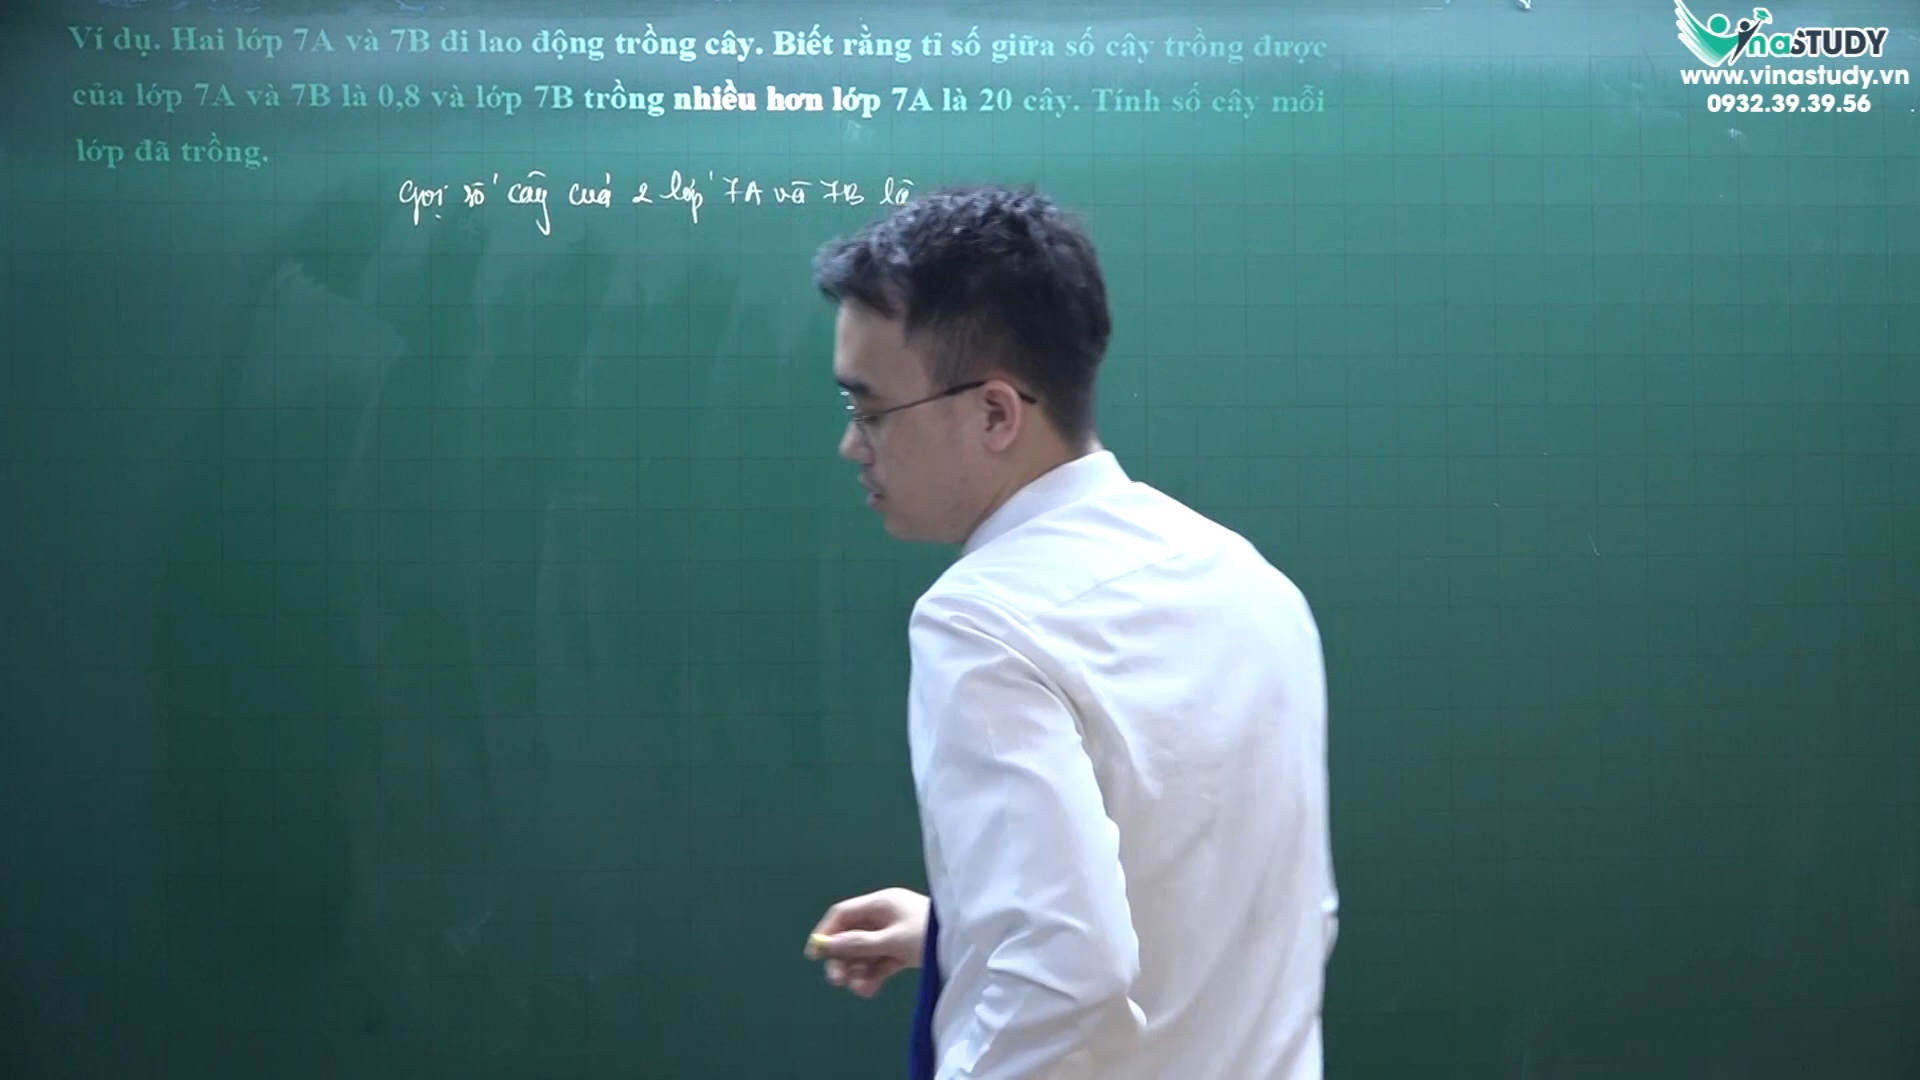 Ví dụ. Hai lớp 7A và 7B đi lao động trồng cây. Biết rằng tỉ số giữa số cây trồng được
của lớp 7A và 7B là 0,8 và lớp 7B trồng nhiều hơn lớp 7A là 20 cây. Tính số cây mỗi
lớp đã trồng.
Gọi số cây của 2 lớp 7A và 7B là
VinaSTUDY
www.vinastudy.vn
0932.39.39.56